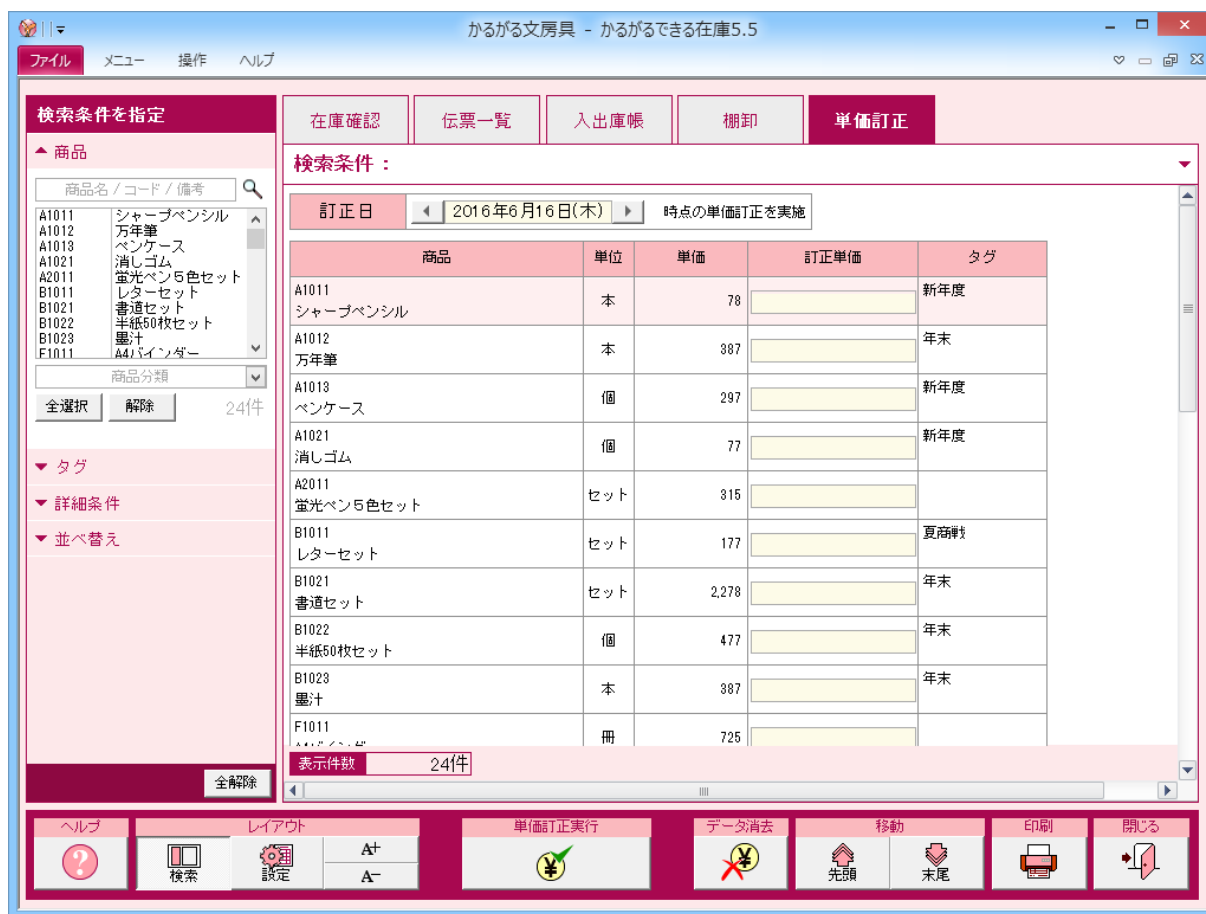 かるがる文房具 - かるがるできる在庫5.5
ファイル メニュー 操作 ヘルプ
検索条件を指定
商品
商品名 / コード / 備考
A1011 シャープペンシル
A1012 万年筆
A1013 ペンケース
A1021 消しゴム
A2011 蛍光ペン５色セット
B1011 レターセット
B1021 書道セット
B1022 半紙50枚セット
B1023 墨汁
F1011 A4バインダー
商品分類
全選択 解除 24件
タグ
詳細条件
並べ替え
全解除
在庫確認 伝票一覧 入出庫帳 棚卸 単価訂正
検索条件：
訂正日 2016年6月16日(木) 時点の単価訂正を実施
商品 単位 単価 訂正単価 タグ
A1011
シャープペンシル 本 78 新年度
A1012
万年筆 本 387 年末
A1013
ペンケース 個 297 新年度
A1021
消しゴム 個 77 新年度
A2011
蛍光ペン５色セット セット 315
B1011
レターセット セット 177 夏商戦
B1021
書道セット セット 2,278 年末
B1022
半紙50枚セット 個 477 年末
B1023
墨汁 本 387 年末
F1011
冊 725
表示件数 24件
ヘルプ レイアウト 単価訂正実行 データ消去 移動 印刷 閉じる
検索 設定 A+ A- 先頭 末尾